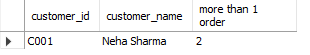 customer_id customer_name more than 1
order
C001 Neha Sharma 2